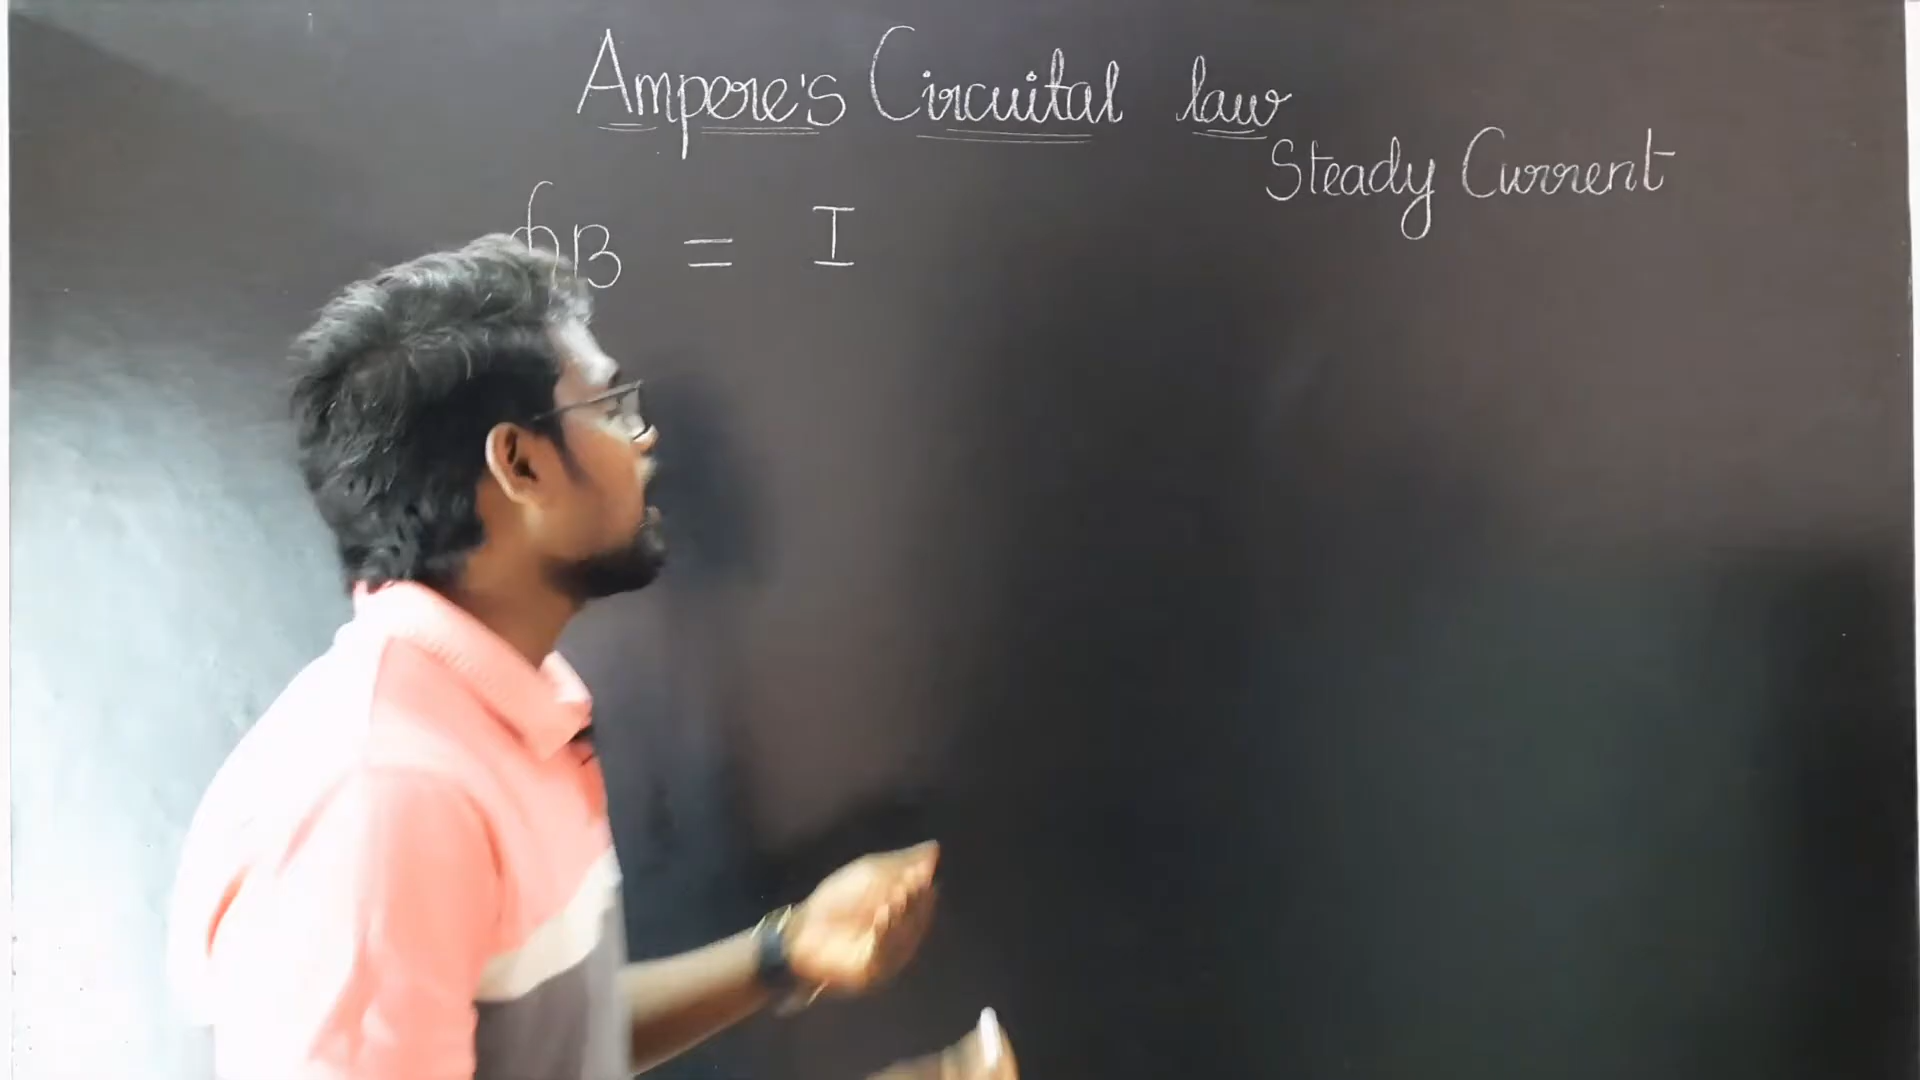 Ampere's Circuital law
Steady Current
∮B = I